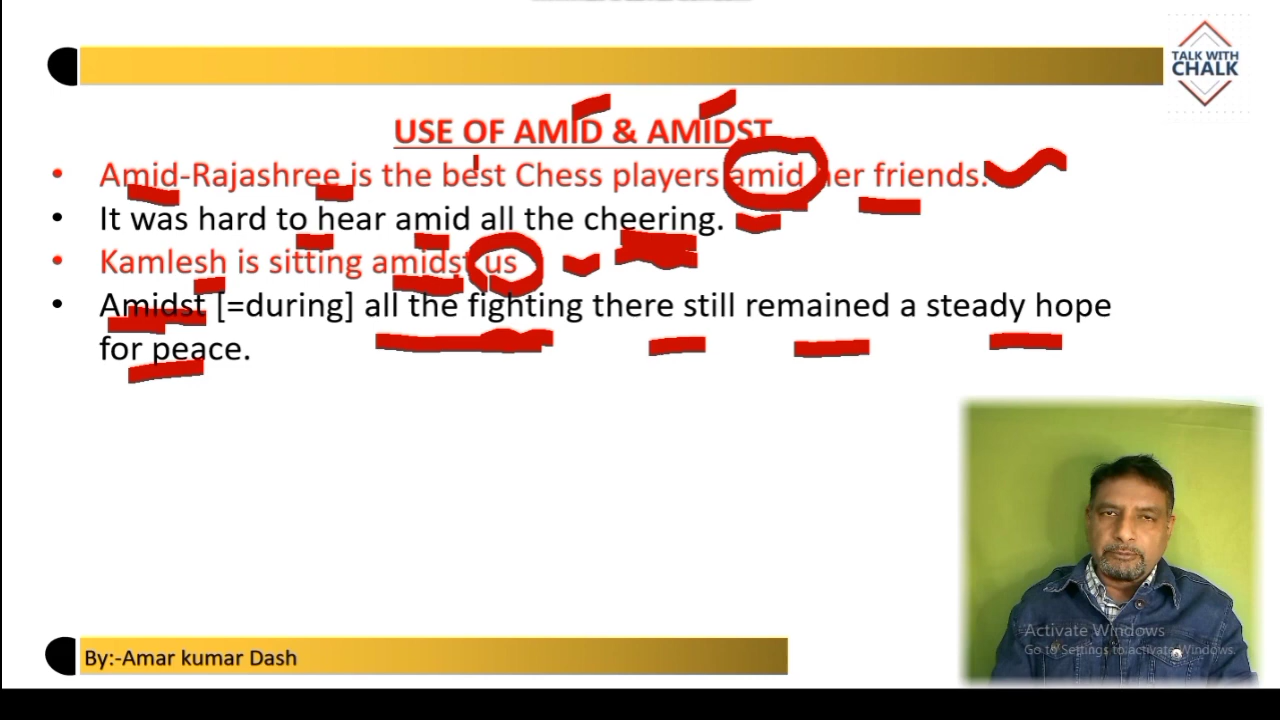 TALK WITH
CHALK
USE OF AMID & AMIDST
Amid-Rajashree is the best Chess players amid her friends.
It was hard to hear amid all the cheering.
Kamlesh is sitting amidst us
Amidst [=during] all the fighting there still remained a steady hope
for peace.
Activate Windows
Go to Settings to activate Windows.
By:-Amar kumar Dash